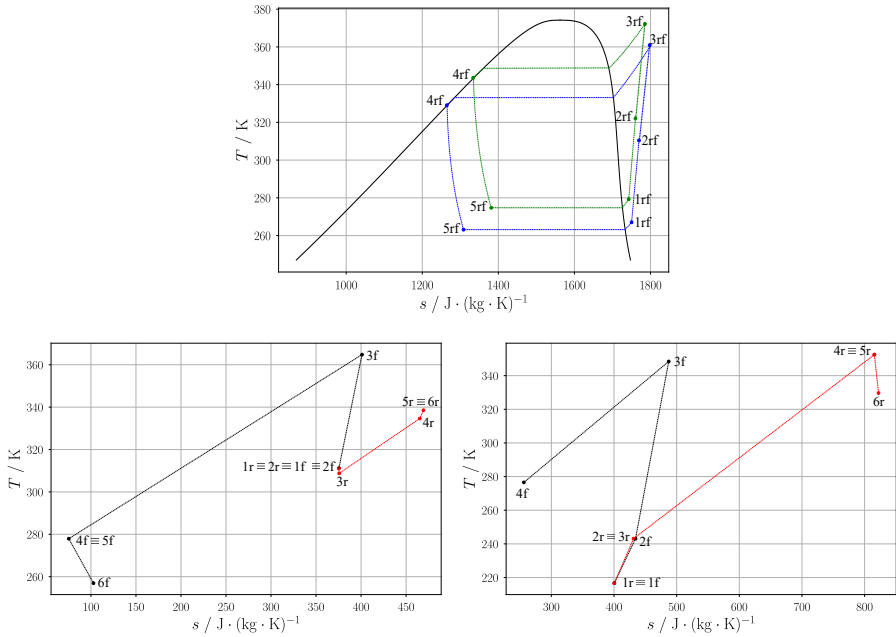 380
360
340
320
300
280
260
T / K
3rf
3rf
4rf
4rf
2rf
2rf
1rf
1rf
5rf
5rf
1000
1200
1400
1600
1800
s / J · (kg · K)⁻¹
360
340
320
300
280
260
T / K
3f
5r ≡ 6r
4r
1r ≡ 2r ≡ 1f ≡ 2f
3r
4f ≡ 5f
6f
100
150
200
250
300
350
400
450
s / J · (kg · K)⁻¹
340
320
300
280
260
240
220
T / K
4r ≡ 5r
3f
6r
4f
2r ≡ 3r
2f
1r ≡ 1f
300
400
500
600
700
800
s / J · (kg · K)⁻¹